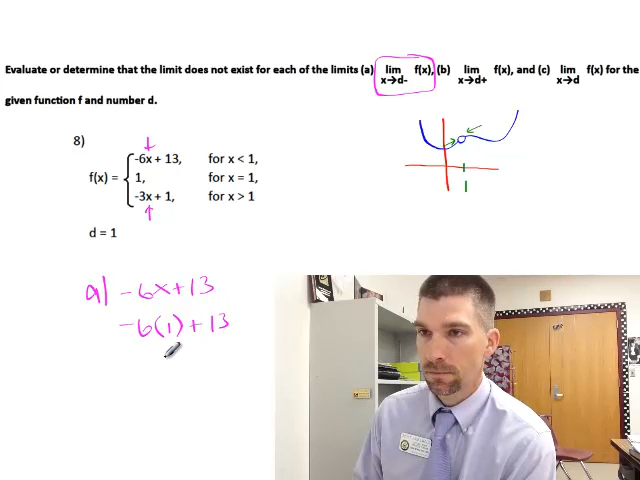 Evaluate or determine that the limit does not exist for each of the limits (a) lim x→d- f(x), (b) lim x→d+ f(x), and (c) lim x→d f(x) for the
given function f and number d.
8)
-6x + 13, for x < 1,
f(x) = 1, for x = 1,
-3x + 1, for x > 1
d = 1
1
a) -6x+13
-6(1)+13